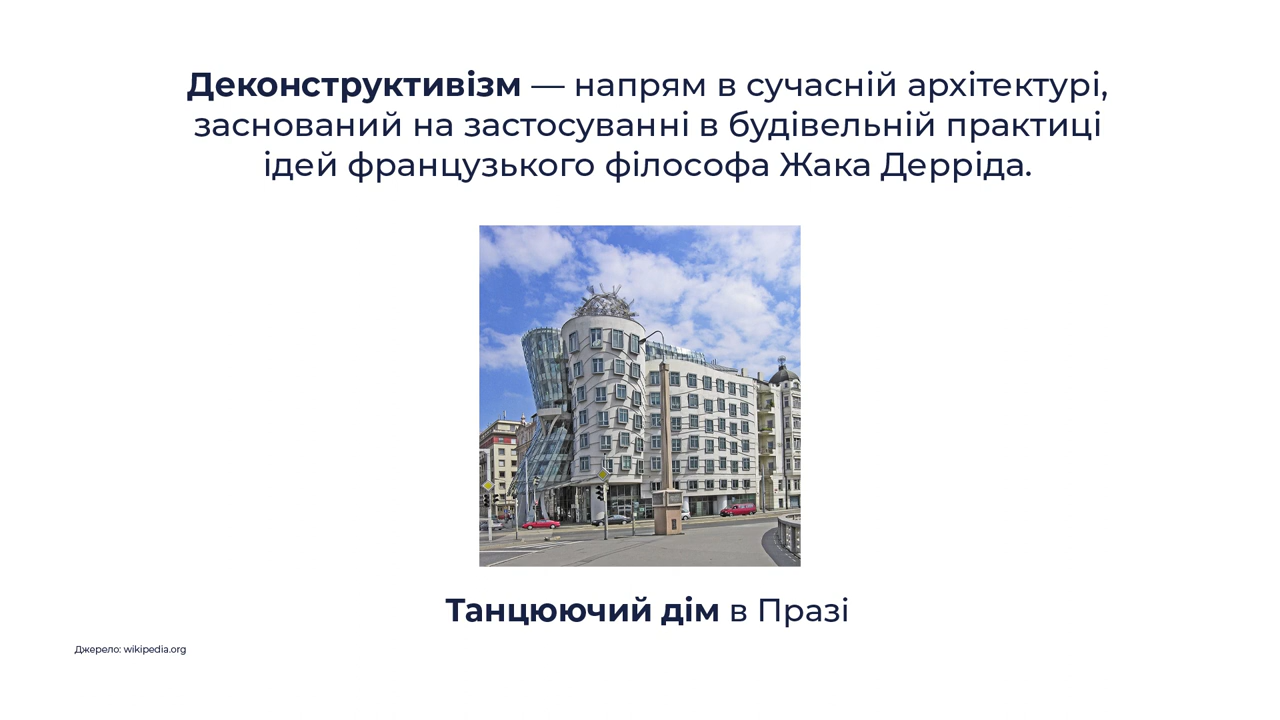 Деконструктивізм — напрям в сучасній архітектурі,
заснований на застосуванні в будівельній практиці
ідей французького філософа Жака Дерріда.
Танцюючий дім в Празі
Джерело: wikipedia.org